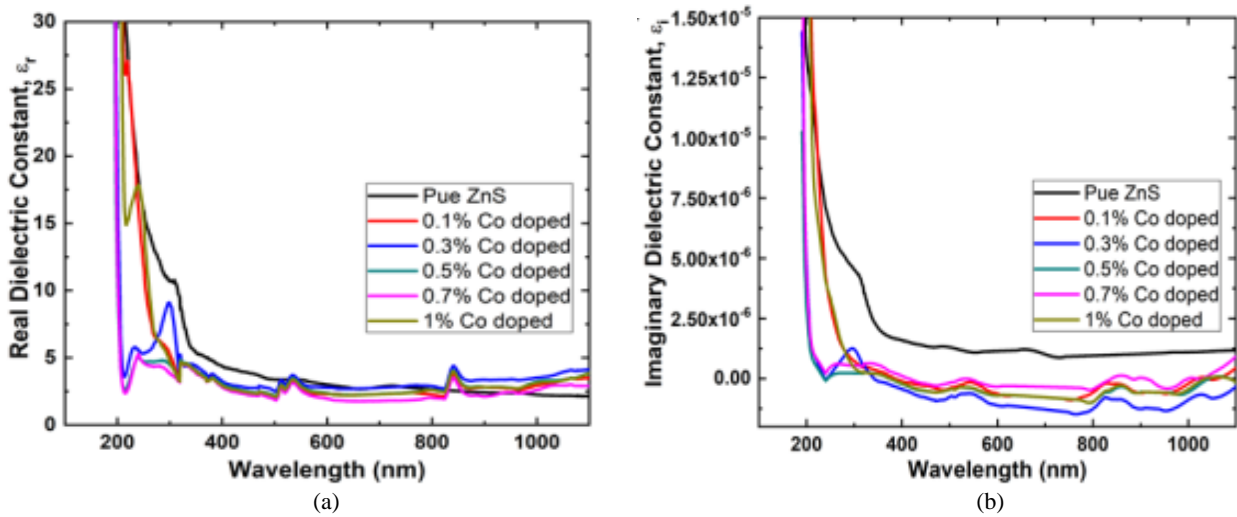 30
25
20
15
10
5
0
Real Dielectric Constant, εr
Pue ZnS
0.1% Co doped
0.3% Co doped
0.5% Co doped
0.7% Co doped
1% Co doped
200 400 600 800 1000
Wavelength (nm)
(a)
1.50x10-5
1.25x10-5
1.00x10-5
7.50x10-6
5.00x10-6
2.50x10-6
0.00
Imaginary Dielectric Constant, εi
Pue ZnS
0.1% Co doped
0.3% Co doped
0.5% Co doped
0.7% Co doped
1% Co doped
200 400 600 800 1000
Wavelength (nm)
(b)